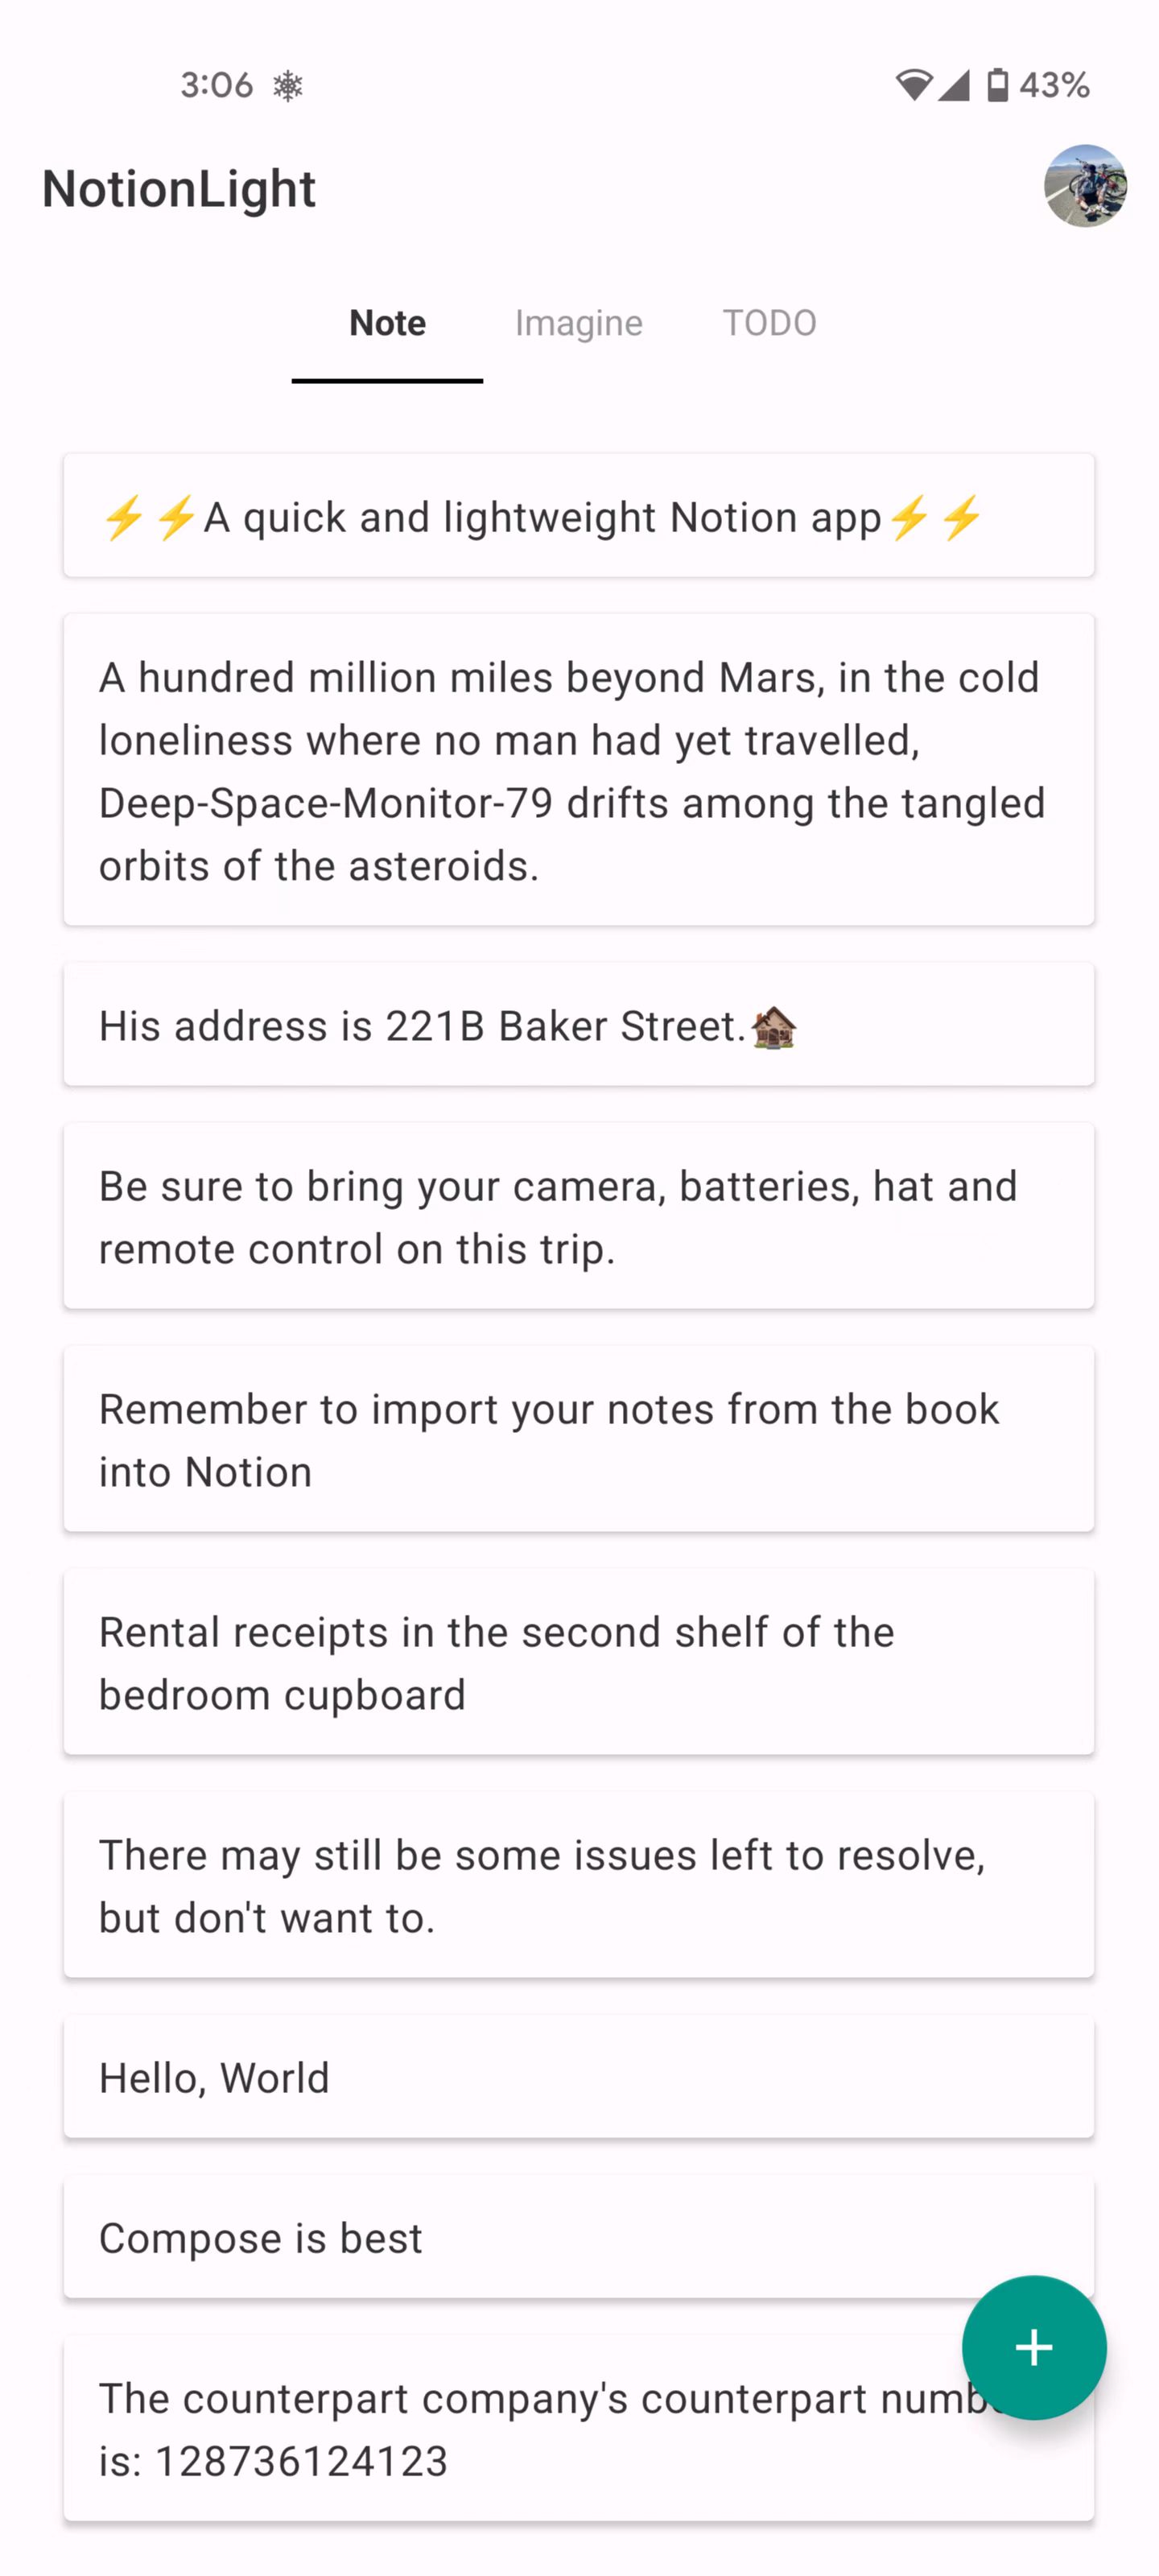 3:06 43%
NotionLight
Note Imagine TODO
⚡⚡A quick and lightweight Notion app⚡⚡
A hundred million miles beyond Mars, in the cold
loneliness where no man had yet travelled,
Deep-Space-Monitor-79 drifts among the tangled
orbits of the asteroids.
His address is 221B Baker Street.🏚
Be sure to bring your camera, batteries, hat and
remote control on this trip.
Remember to import your notes from the book
into Notion
Rental receipts in the second shelf of the
bedroom cupboard
There may still be some issues left to resolve,
but don't want to.
Hello, World
Compose is best
The counterpart company's counterpart
is: 128736124123